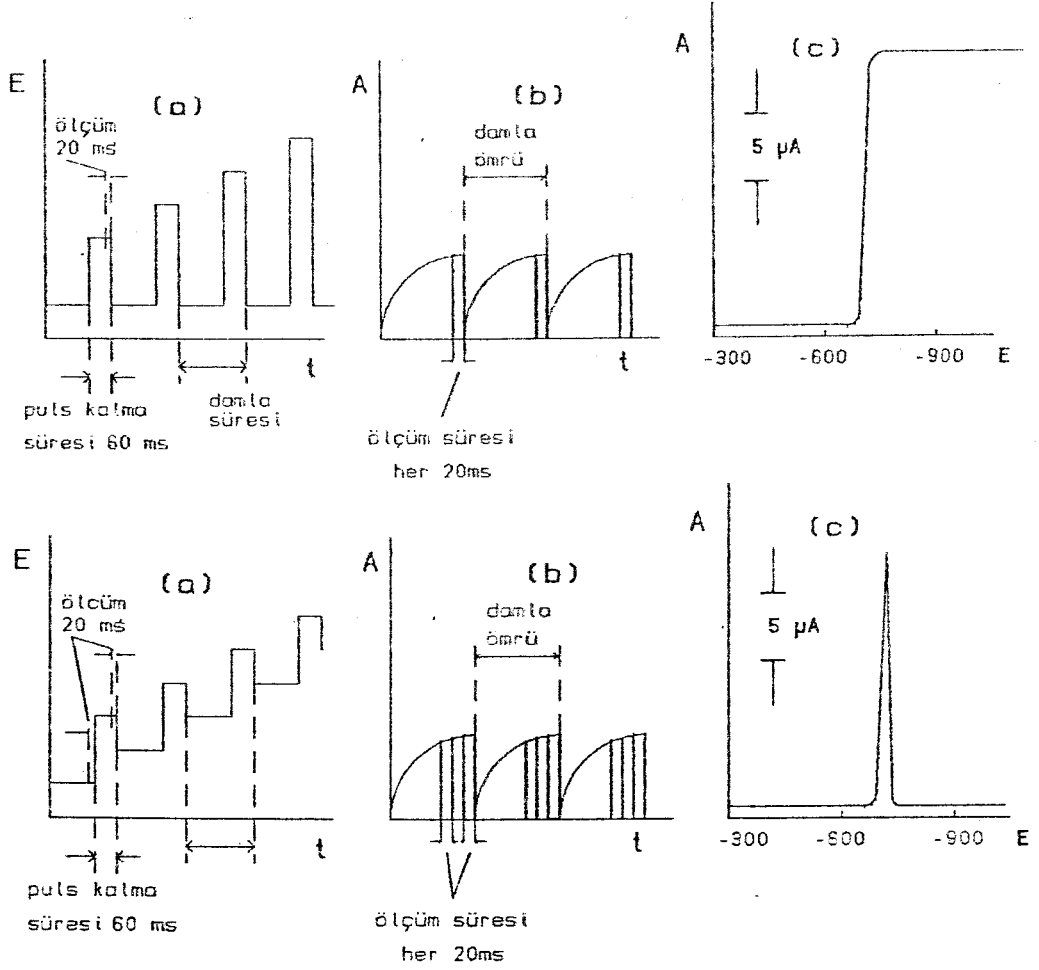 E
(a)
ölçüm
20 ms
t
puls kalma
süresi 60 ms
damla
süresi
A
(b)
damla
ömrü
t
ölçüm süresi
her 20ms
A
(c)
5 µA
-300
-600
-900
E
E
(a)
ölcüm
20 ms
t
puls kalma
süresi 60 ms
A
(b)
damla
ömrü
t
ölçüm süresi
her 20ms
A
(c)
5 µA
-300
-600
-900
E